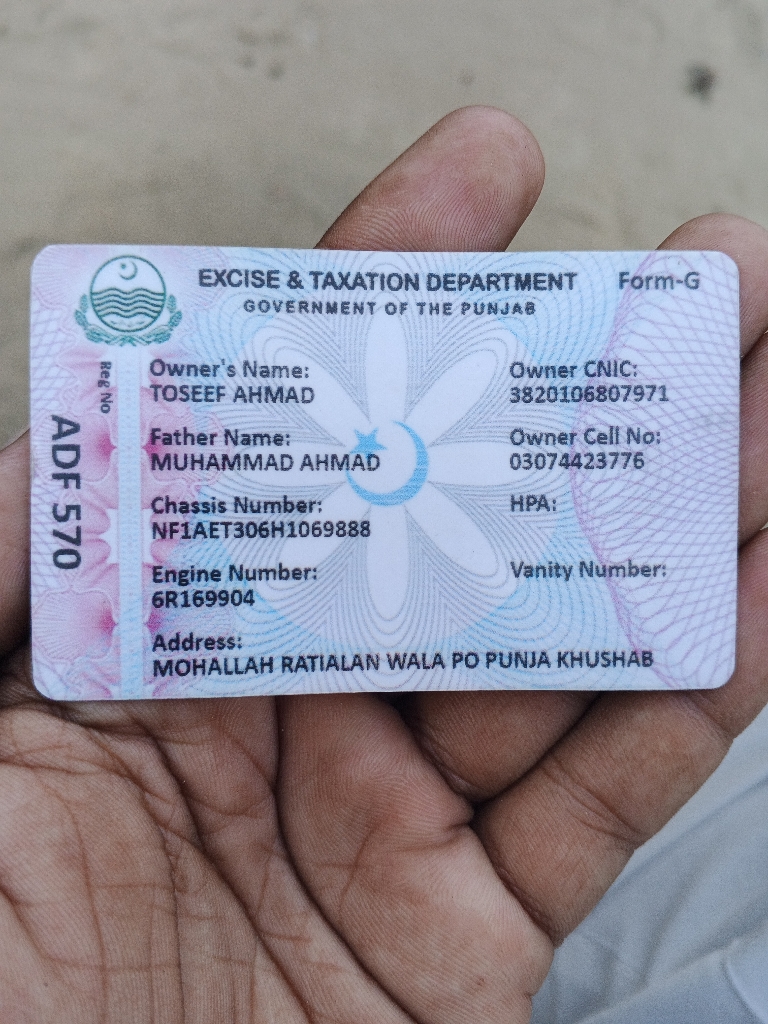 EXCISE & TAXATION DEPARTMENT Form-G
GOVERNMENT OF THE PUNJAB
Reg No
ADF 570
Owner's Name:
TOSEEF AHMAD
Owner CNIC:
3820106807971
Father Name:
MUHAMMAD AHMAD
Owner Cell No:
03074423776
Chassis Number:
NF1AET306H1069888
HPA:
Engine Number:
6R169904
Vanity Number:
Address:
MOHALLAH RATIALAN WALA PO PUNJA KHUSHAB